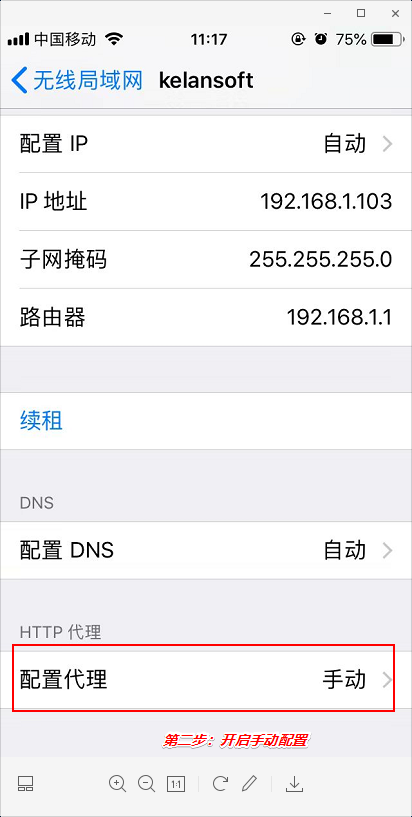 中国移动 11:17 75%
无线局域网 kelansoft
配置 IP 自动
IP 地址 192.168.1.103
子网掩码 255.255.255.0
路由器 192.168.1.1
续租
DNS
配置 DNS 自动
HTTP 代理
配置代理 手动
第二步：开启手动配置
1:1